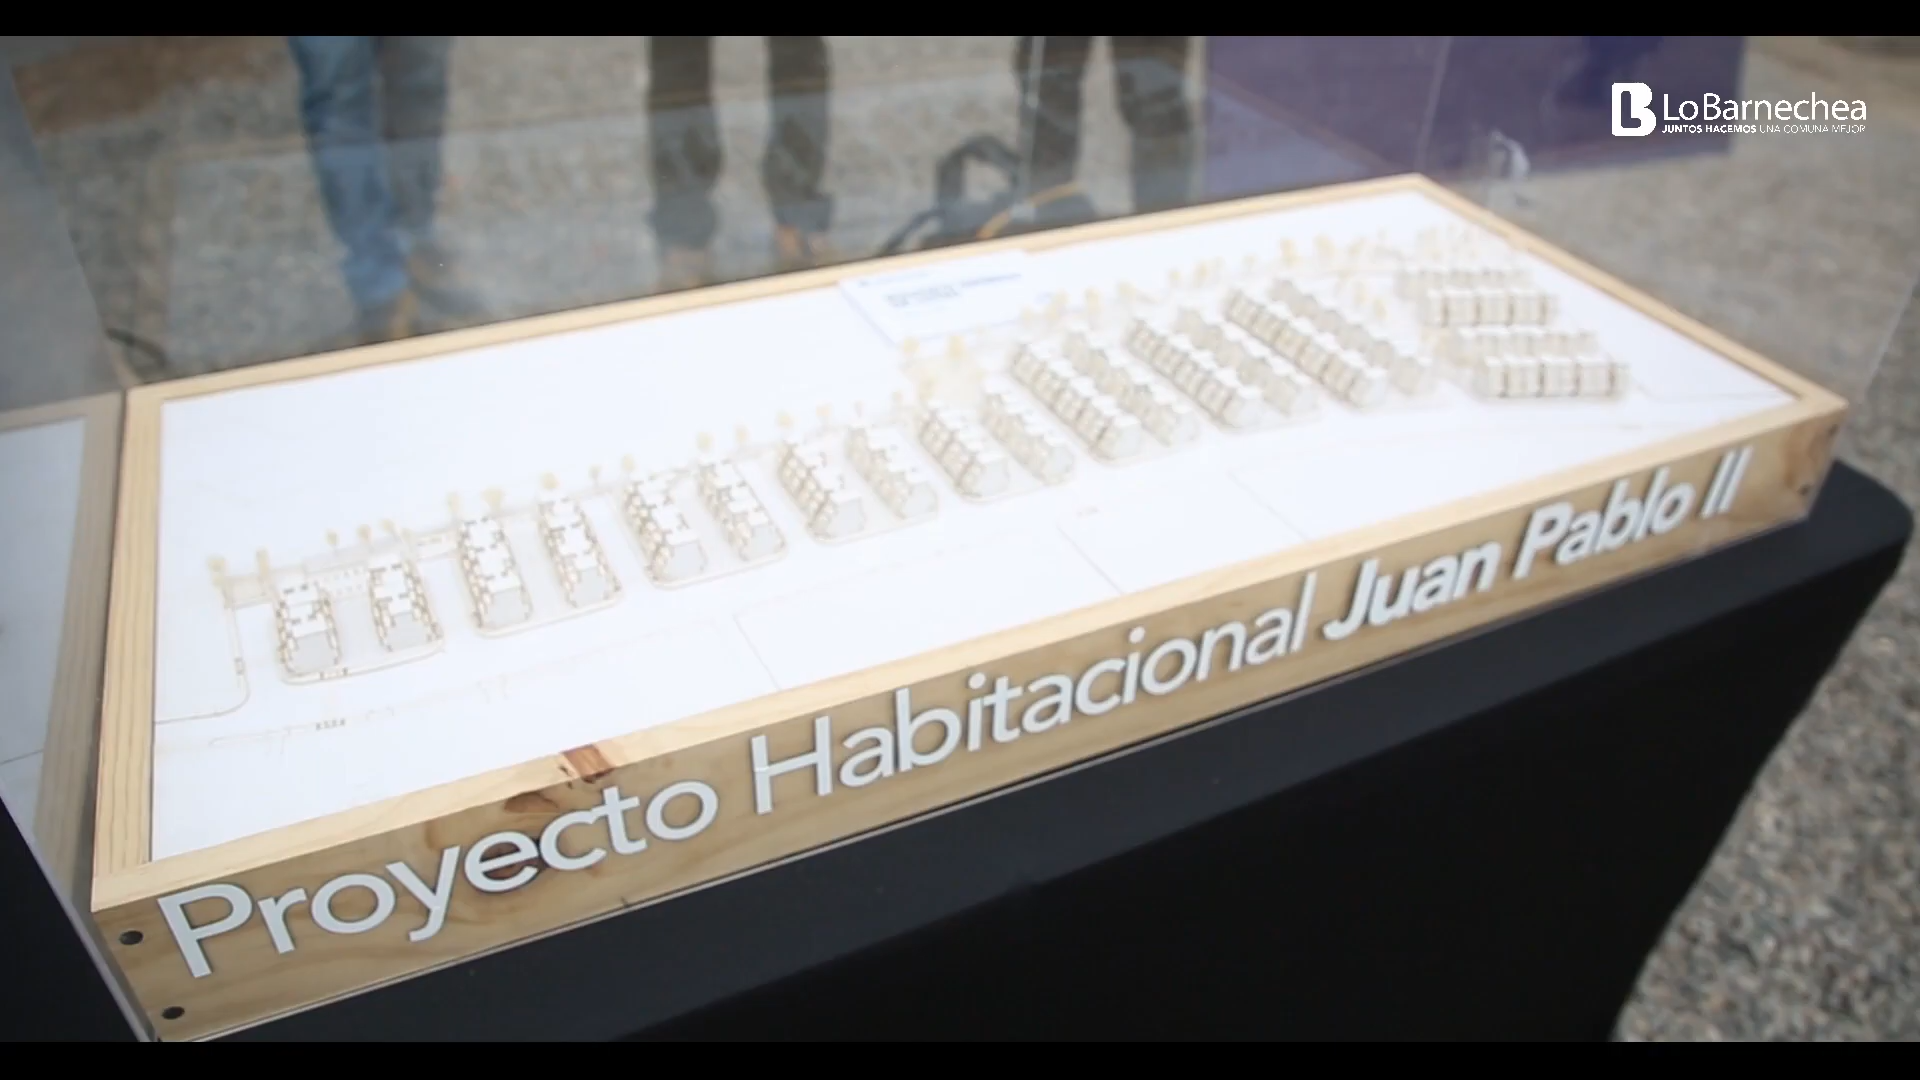 LoBarnechea
JUNTOS HACEMOS UNA COMUNA MEJOR
Proyecto Habitacional Juan Pablo II